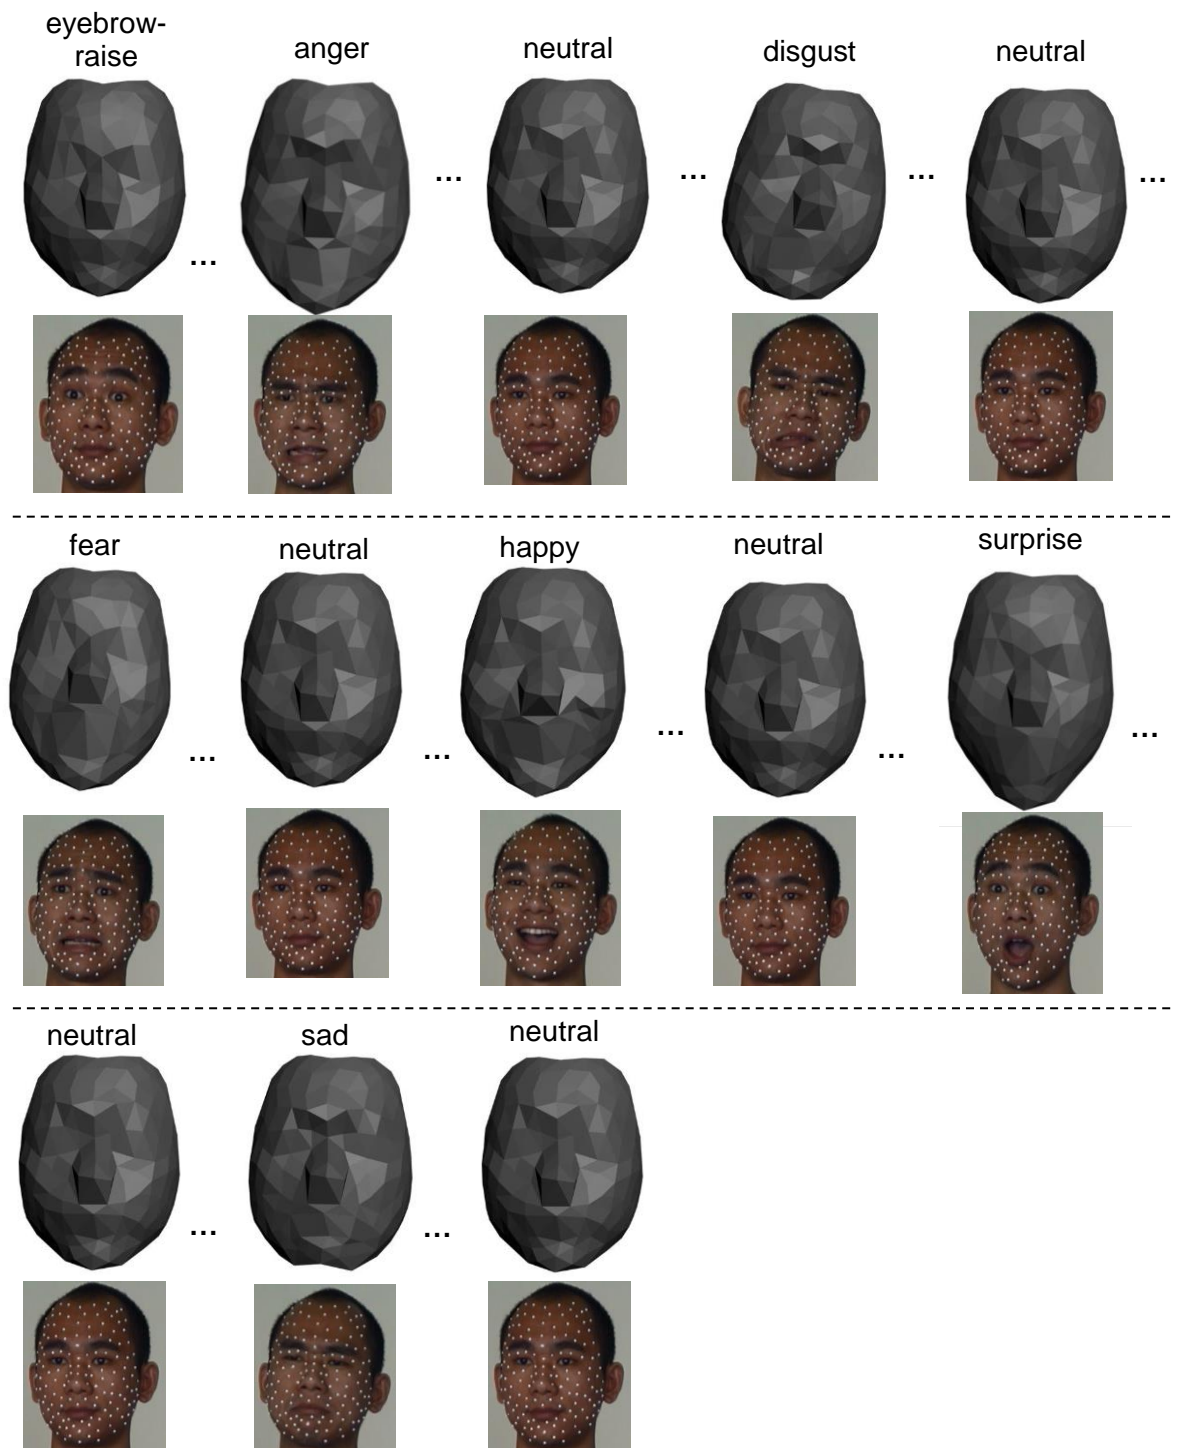 eyebrow-
raise
anger
neutral
disgust
neutral
...
...
...
...
...
fear
neutral
happy
neutral
surprise
...
...
...
...
...
neutral
sad
neutral
...
...